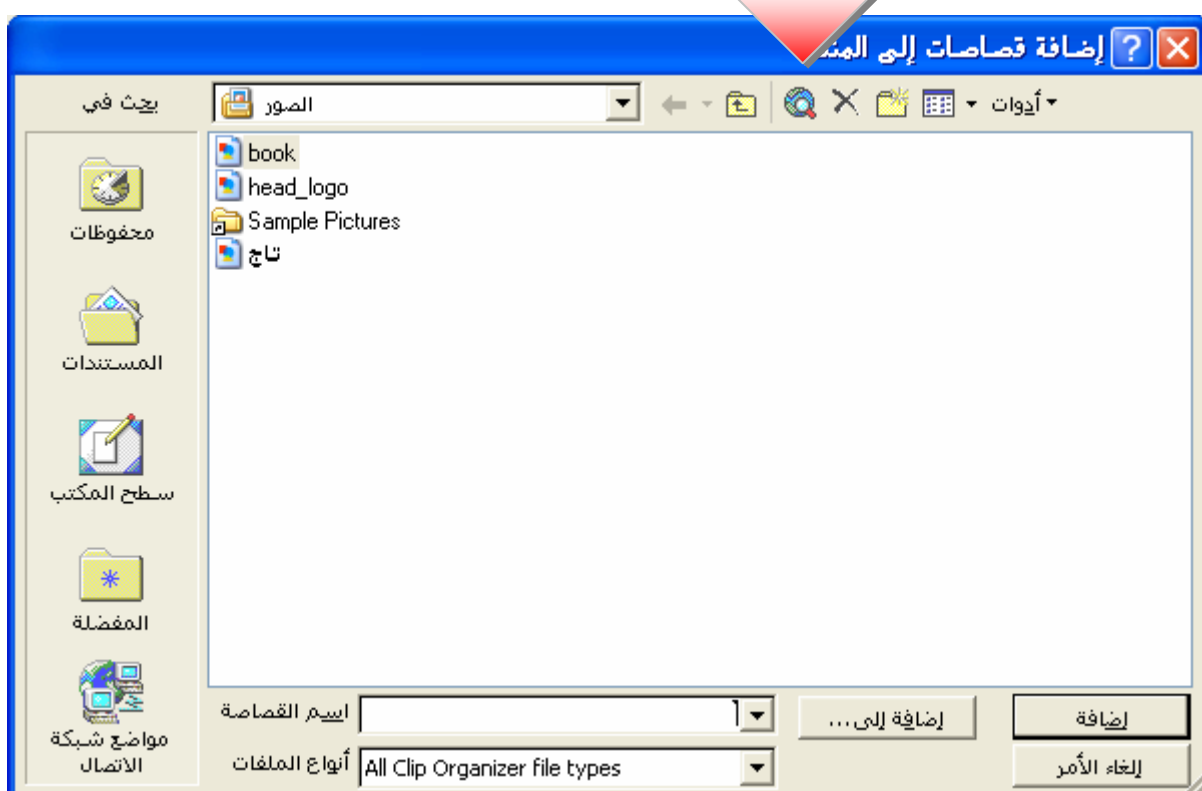 إضافة قصاصات إلى
بحث في
الصور
أدوات
book
head_logo
Sample Pictures
تاج
محفوظات
المستندات
سطح المكتب
المفضلة
مواضع شبكة
الاتصال
اسم القصاصة
إضافة إلى...
إضافة
أنواع الملفات
All Clip Organizer file types
إلغاء الأمر